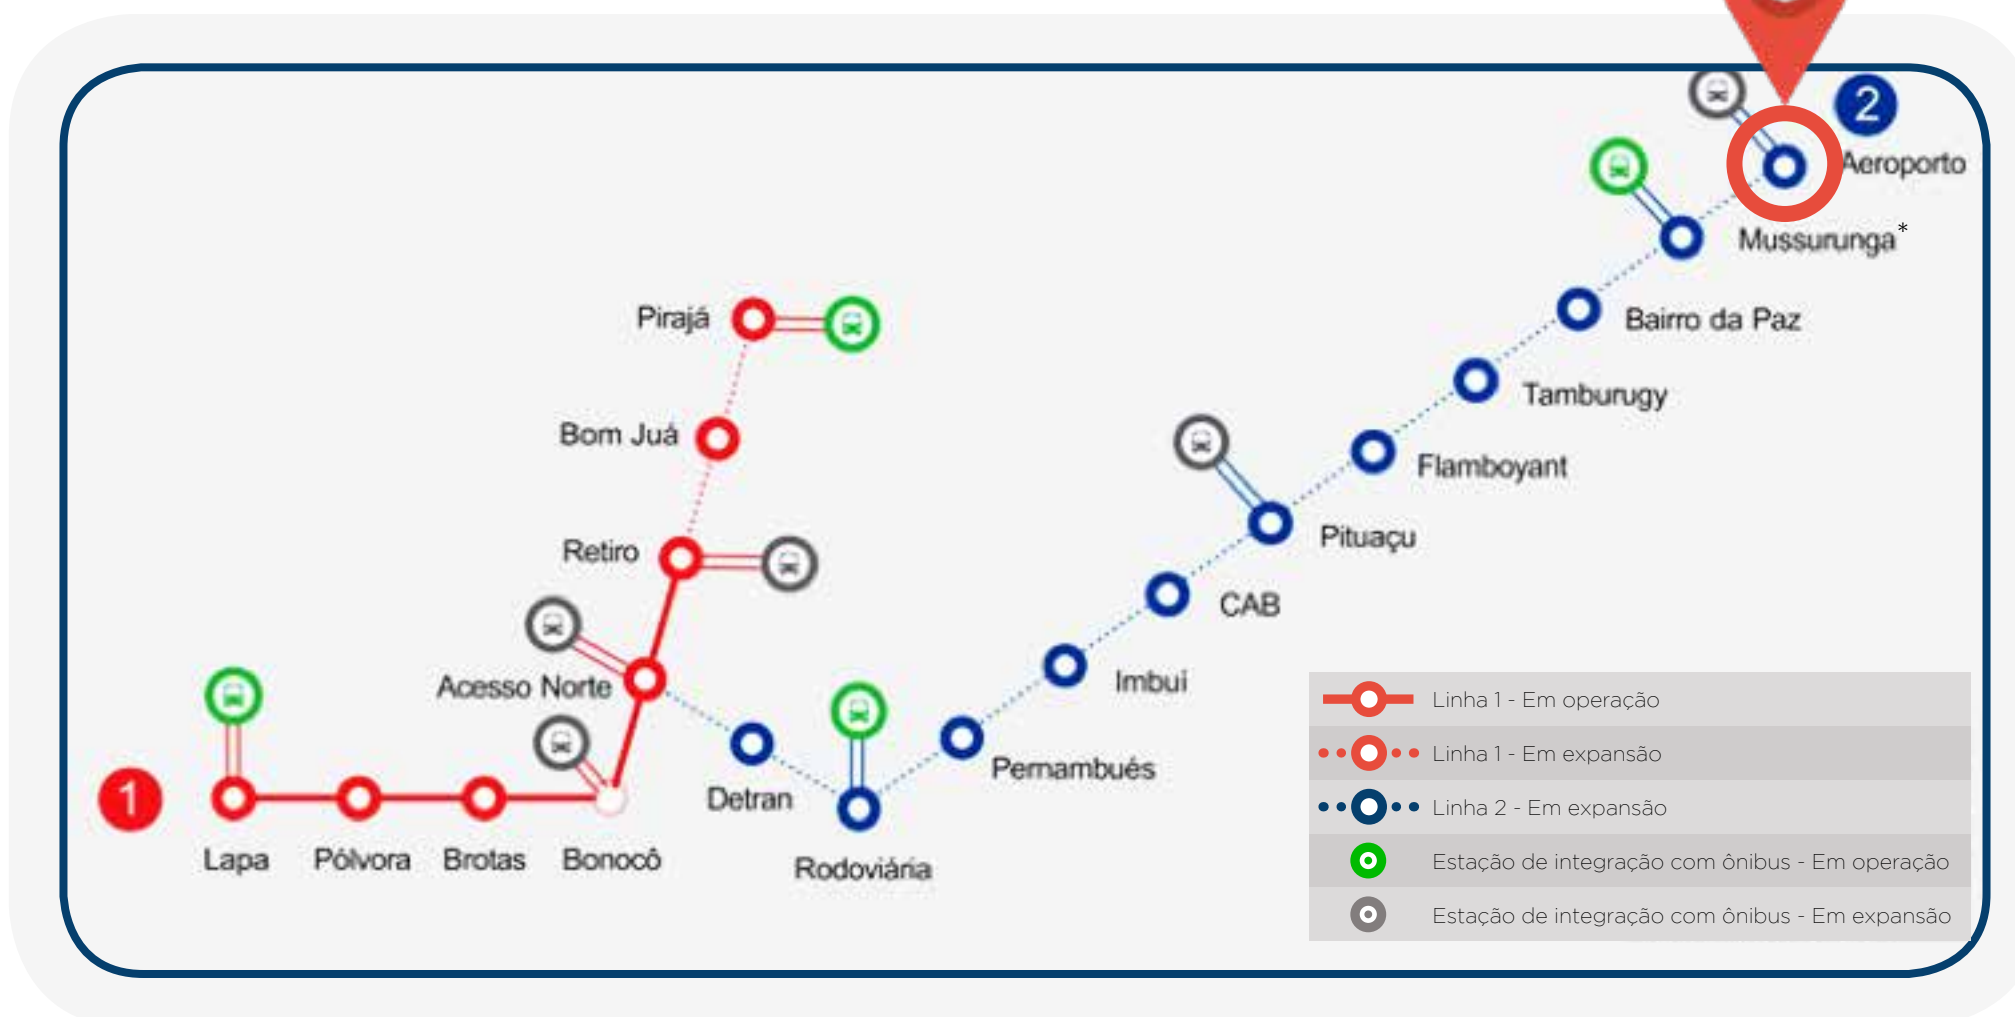 2
Aeroporto
Mussurunga*
Pirajá
Bairro da Paz
Tamburugy
Bom Juá
Flamboyant
Retiro
Pituaçu
CAB
Acesso Norte
Imbuí
Pernambués
Detran
1
Lapa
Pólvora
Brotas
Bonocô
Rodoviária
Linha 1 - Em operação
Linha 1 - Em expansão
Linha 2 - Em expansão
Estação de integração com ônibus - Em operação
Estação de integração com ônibus - Em expansão